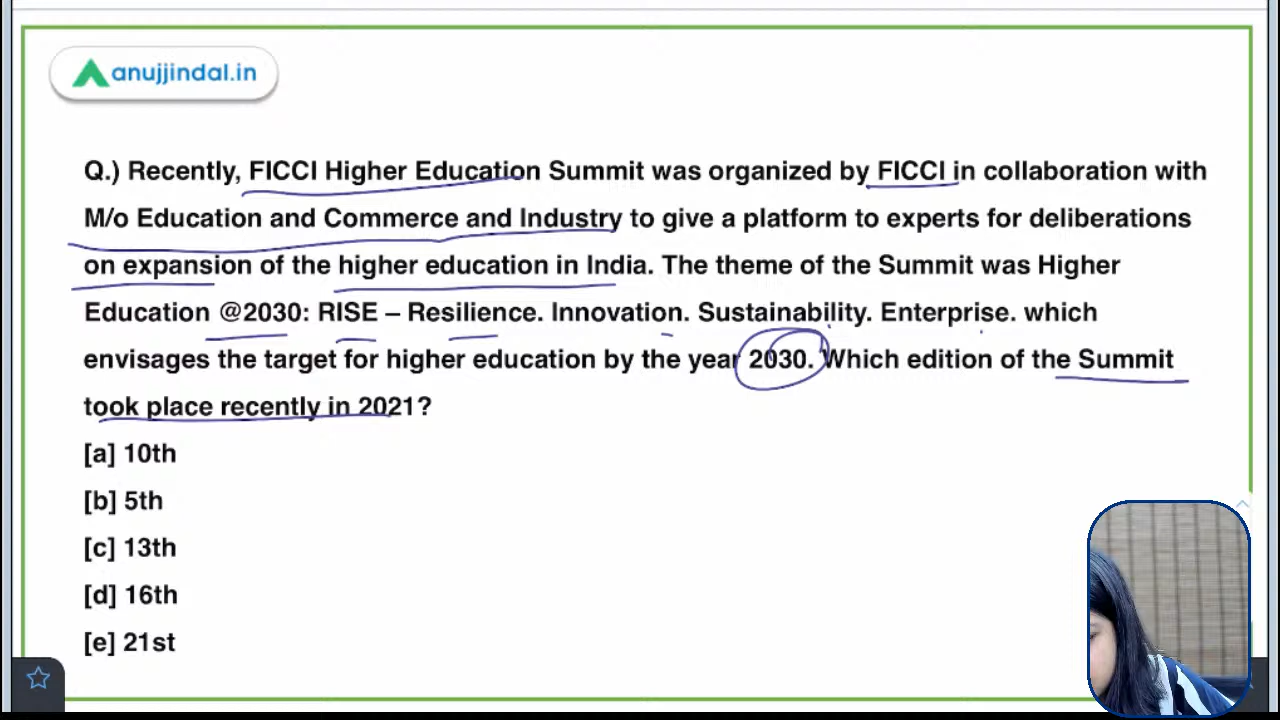 anujjindal.in
Q.) Recently, FICCI Higher Education Summit was organized by FICCI in collaboration with
M/o Education and Commerce and Industry to give a platform to experts for deliberations
on expansion of the higher education in India. The theme of the Summit was Higher
Education @2030: RISE – Resilience. Innovation. Sustainability. Enterprise. which
envisages the target for higher education by the year 2030. Which edition of the Summit
took place recently in 2021?
[a] 10th
[b] 5th
[c] 13th
[d] 16th
[e] 21st